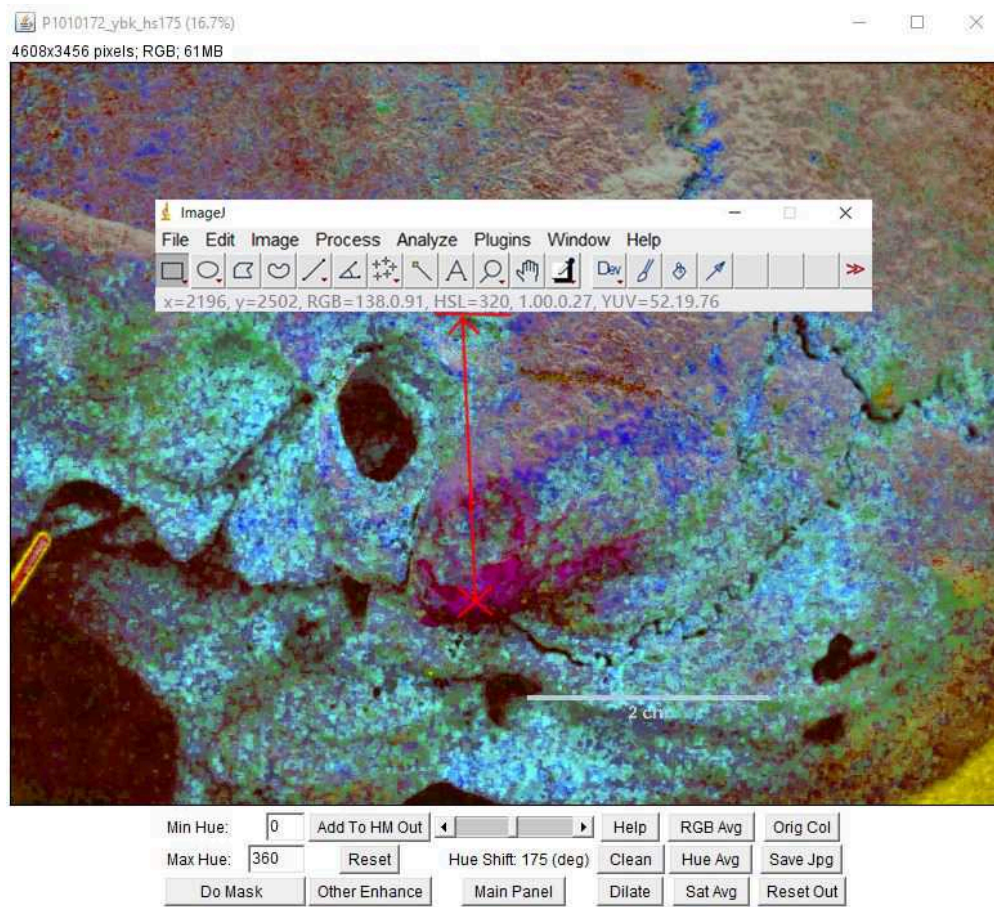 P1010172_ybk_hs175 (16.7%)
4608x3456 pixels; RGB; 61MB
ImageJ
File Edit Image Process Analyze Plugins Window Help
A Dev
x=2196, y=2502, RGB=138.0.91, HSL=320, 1.00.0.27, YUV=52.19.76
2 cm
Min Hue: 0 Add To HM Out Help RGB Avg Orig Col
Max Hue: 360 Reset Hue Shift: 175 (deg) Clean Hue Avg Save Jpg
Do Mask Other Enhance Main Panel Dilate Sat Avg Reset Out